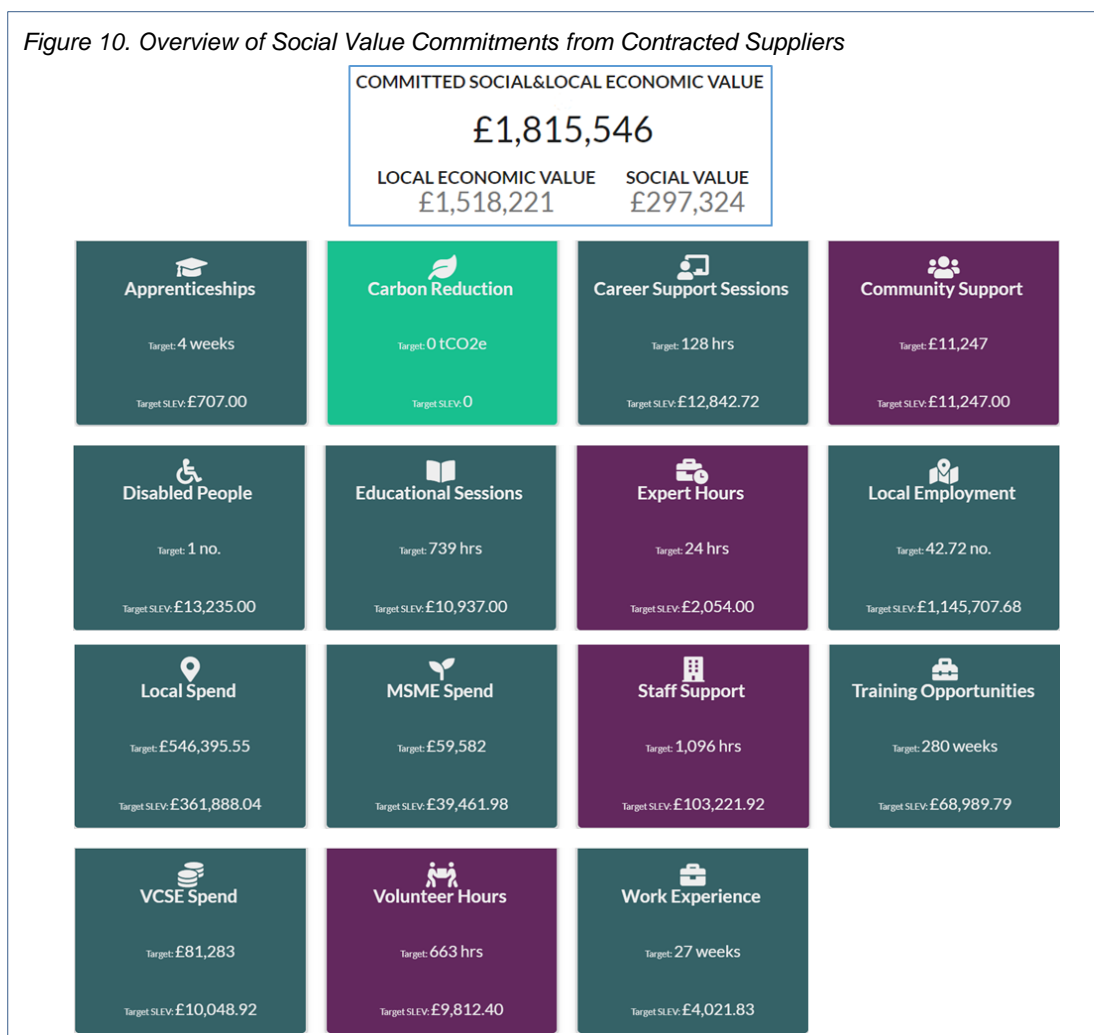 Figure 10. Overview of Social Value Commitments from Contracted Suppliers
COMMITTED SOCIAL&LOCAL ECONOMIC VALUE
£1,815,546
LOCAL ECONOMIC VALUE SOCIAL VALUE
£1,518,221 £297,324
Apprenticeships
Target: 4 weeks
Target SLEV: £707.00
Carbon Reduction
Target: 0 tCO2e
Target SLEV: 0
Career Support Sessions
Target: 128 hrs
Target SLEV: £12,842.72
Community Support
Target: £11,247
Target SLEV: £11,247.00
Disabled People
Target: 1 no.
Target SLEV: £13,235.00
Educational Sessions
Target: 739 hrs
Target SLEV: £10,937.00
Expert Hours
Target: 24 hrs
Target SLEV: £2,054.00
Local Employment
Target: 42.72 no.
Target SLEV: £1,145,707.68
Local Spend
Target: £546,395.55
Target SLEV: £361,888.04
MSME Spend
Target: £59,582
Target SLEV: £39,461.98
Staff Support
Target: 1,096 hrs
Target SLEV: £103,221.92
Training Opportunities
Target: 280 weeks
Target SLEV: £68,989.79
VCSE Spend
Target: £81,283
Target SLEV: £10,048.92
Volunteer Hours
Target: 663 hrs
Target SLEV: £9,812.40
Work Experience
Target: 27 weeks
Target SLEV: £4,021.83